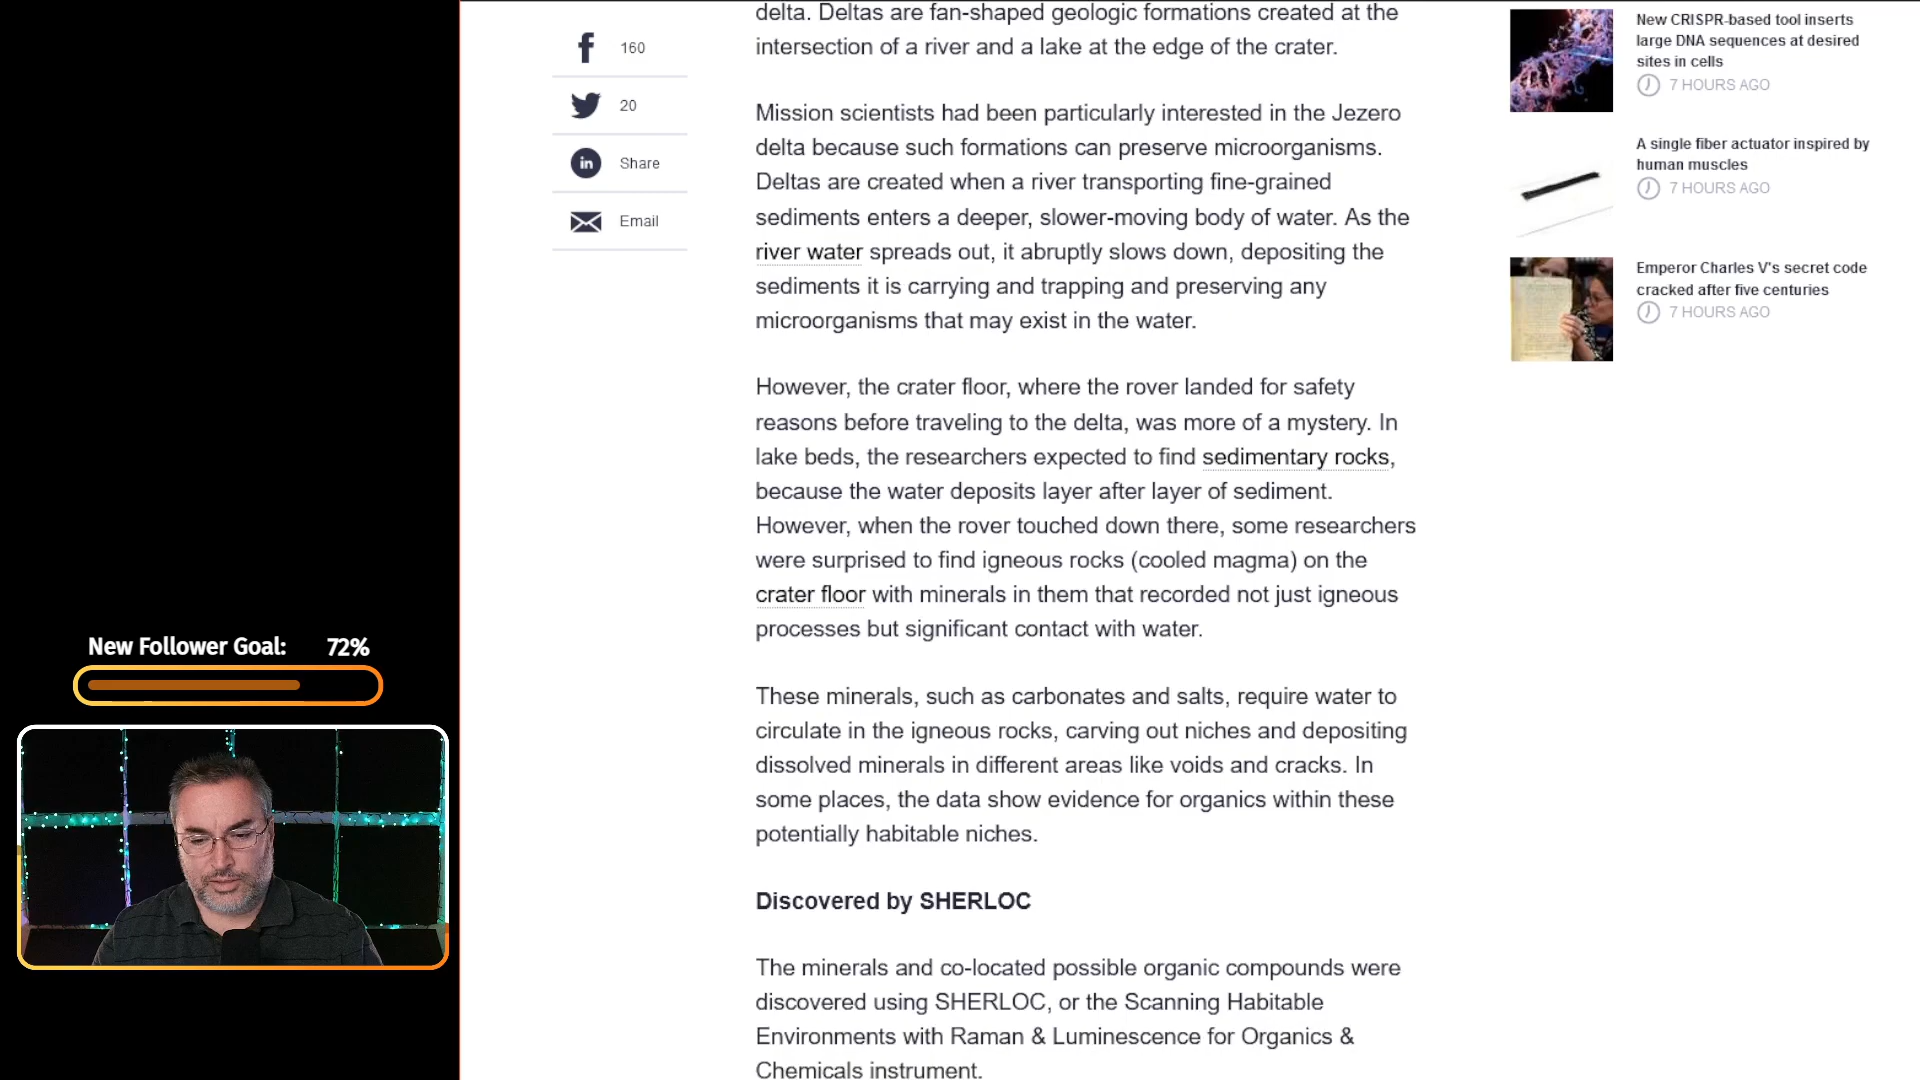 160
20
Share
Email
delta. Deltas are fan-shaped geologic formations created at the
intersection of a river and a lake at the edge of the crater.
Mission scientists had been particularly interested in the Jezero
delta because such formations can preserve microorganisms.
Deltas are created when a river transporting fine-grained
sediments enters a deeper, slower-moving body of water. As the
river water spreads out, it abruptly slows down, depositing the
sediments it is carrying and trapping and preserving any
microorganisms that may exist in the water.
However, the crater floor, where the rover landed for safety
reasons before traveling to the delta, was more of a mystery. In
lake beds, the researchers expected to find sedimentary rocks,
because the water deposits layer after layer of sediment.
However, when the rover touched down there, some researchers
were surprised to find igneous rocks (cooled magma) on the
crater floor with minerals in them that recorded not just igneous
processes but significant contact with water.
These minerals, such as carbonates and salts, require water to
circulate in the igneous rocks, carving out niches and depositing
dissolved minerals in different areas like voids and cracks. In
some places, the data show evidence for organics within these
potentially habitable niches.
Discovered by SHERLOC
The minerals and co-located possible organic compounds were
discovered using SHERLOC, or the Scanning Habitable
Environments with Raman & Luminescence for Organics &
Chemicals instrument.
New CRISPR-based tool inserts
large DNA sequences at desired
sites in cells
7 HOURS AGO
A single fiber actuator inspired by
human muscles
7 HOURS AGO
Emperor Charles V's secret code
cracked after five centuries
7 HOURS AGO
New Follower Goal: 72%